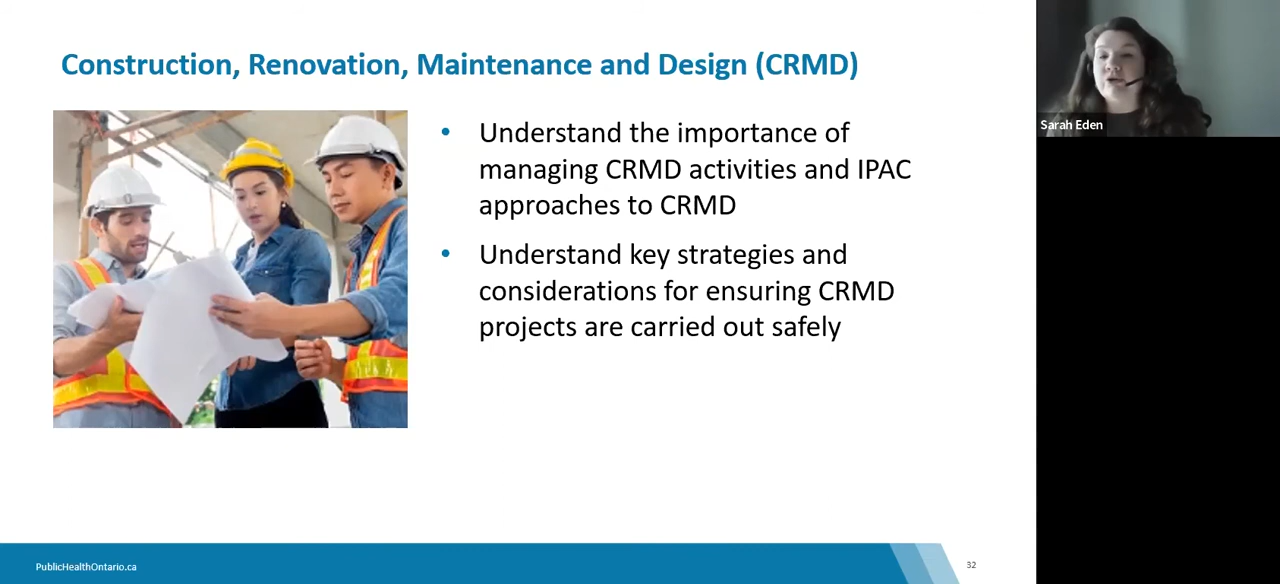 Construction, Renovation, Maintenance and Design (CRMD)
• Understand the importance of
managing CRMD activities and IPAC
approaches to CRMD
• Understand key strategies and
considerations for ensuring CRMD
projects are carried out safely
PublicHealthOntario.ca
32
Sarah Eden